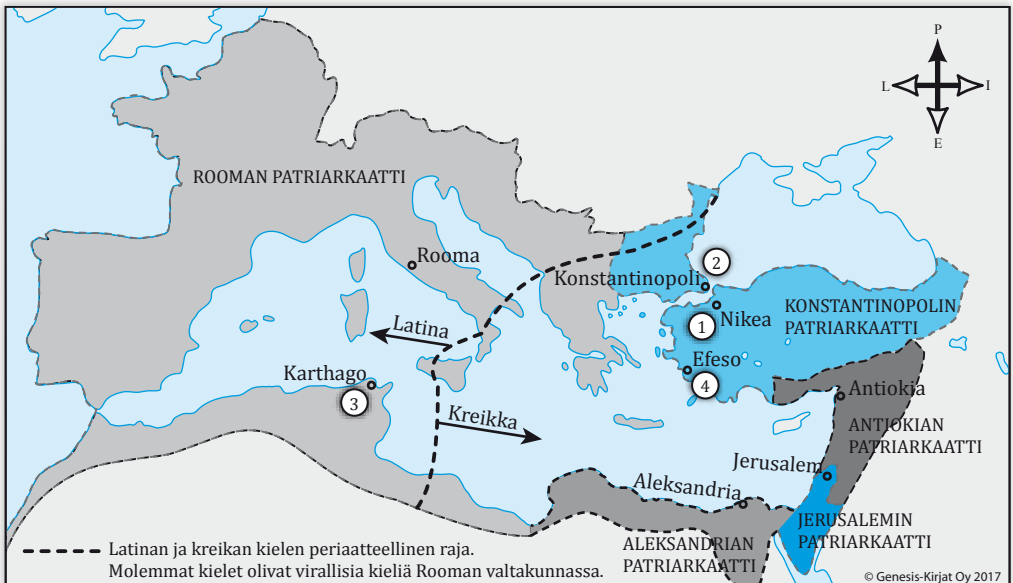 P
L
I
E
ROOMAN PATRIARKAATTI
Rooma
2
Konstantinopoli
KONSTANTINOPOLIN
PATRIARKAATTI
Nikea
1
Latina
Efeso
4
Karthago
3
Antiokia
Kreikka
ANTIOKIAN
PATRIARKAATTI
Jerusalem
Aleksandria
JERUSALEMIN
PATRIARKAATTI
ALEKSANDRIAN
PATRIARKAATTI
Latinan ja kreikan kielen periaatteellinen raja.
Molemmat kielet olivat virallisia kieliä Rooman valtakunnassa.
© Genesis-Kirjat Oy 2017